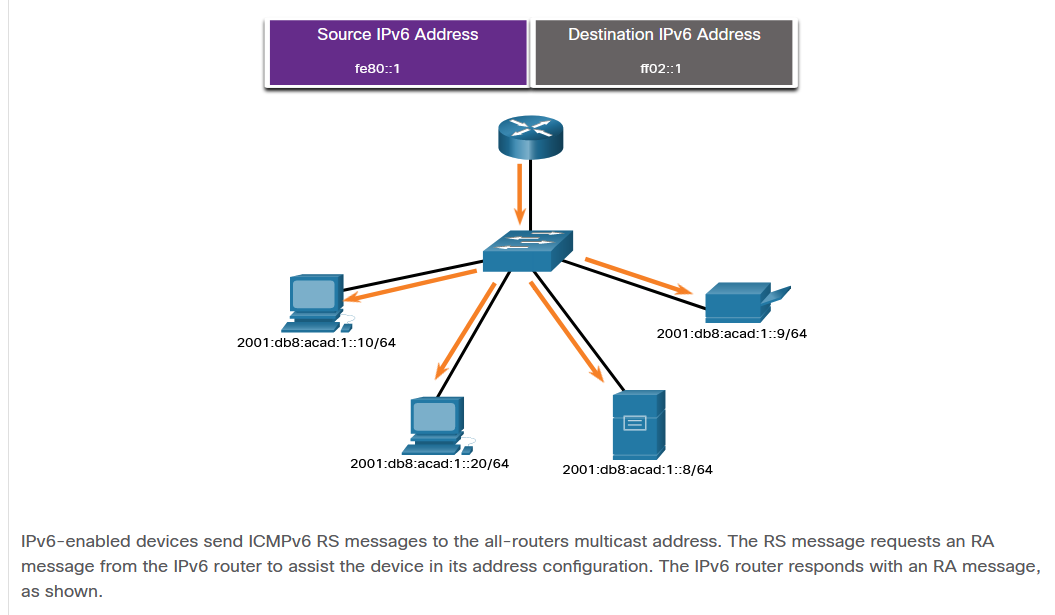 Source IPv6 Address
Destination IPv6 Address
fe80::1
ff02::1
2001:db8:acad:1::10/64
2001:db8:acad:1::9/64
2001:db8:acad:1::20/64
2001:db8:acad:1::8/64
IPv6-enabled devices send ICMPv6 RS messages to the all-routers multicast address. The RS message requests an RA
message from the IPv6 router to assist the device in its address configuration. The IPv6 router responds with an RA message,
as shown.